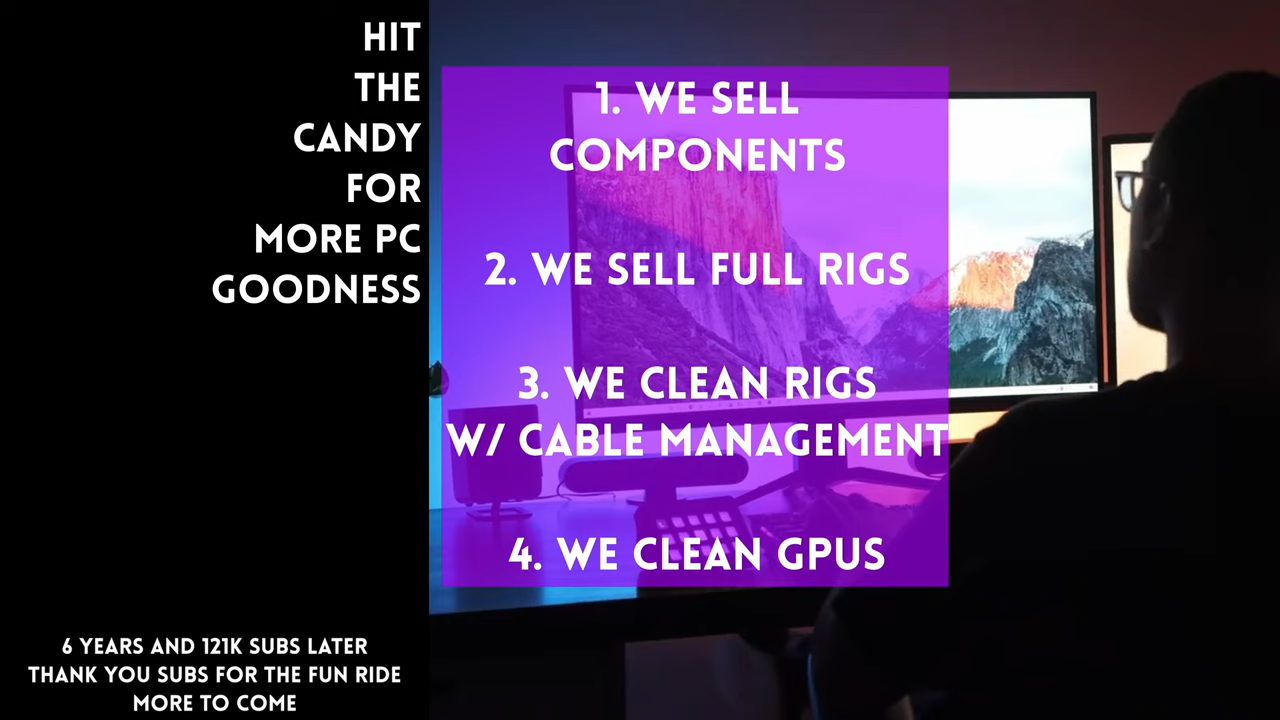 HIT
THE
CANDY
FOR
MORE PC
GOODNESS
1. WE SELL
COMPONENTS
2. WE SELL FULL RIGS
3. WE CLEAN RIGS
W/ CABLE MANAGEMENT
4. WE CLEAN GPUS
6 YEARS AND 121K SUBS LATER
THANK YOU SUBS FOR THE FUN RIDE
MORE TO COME